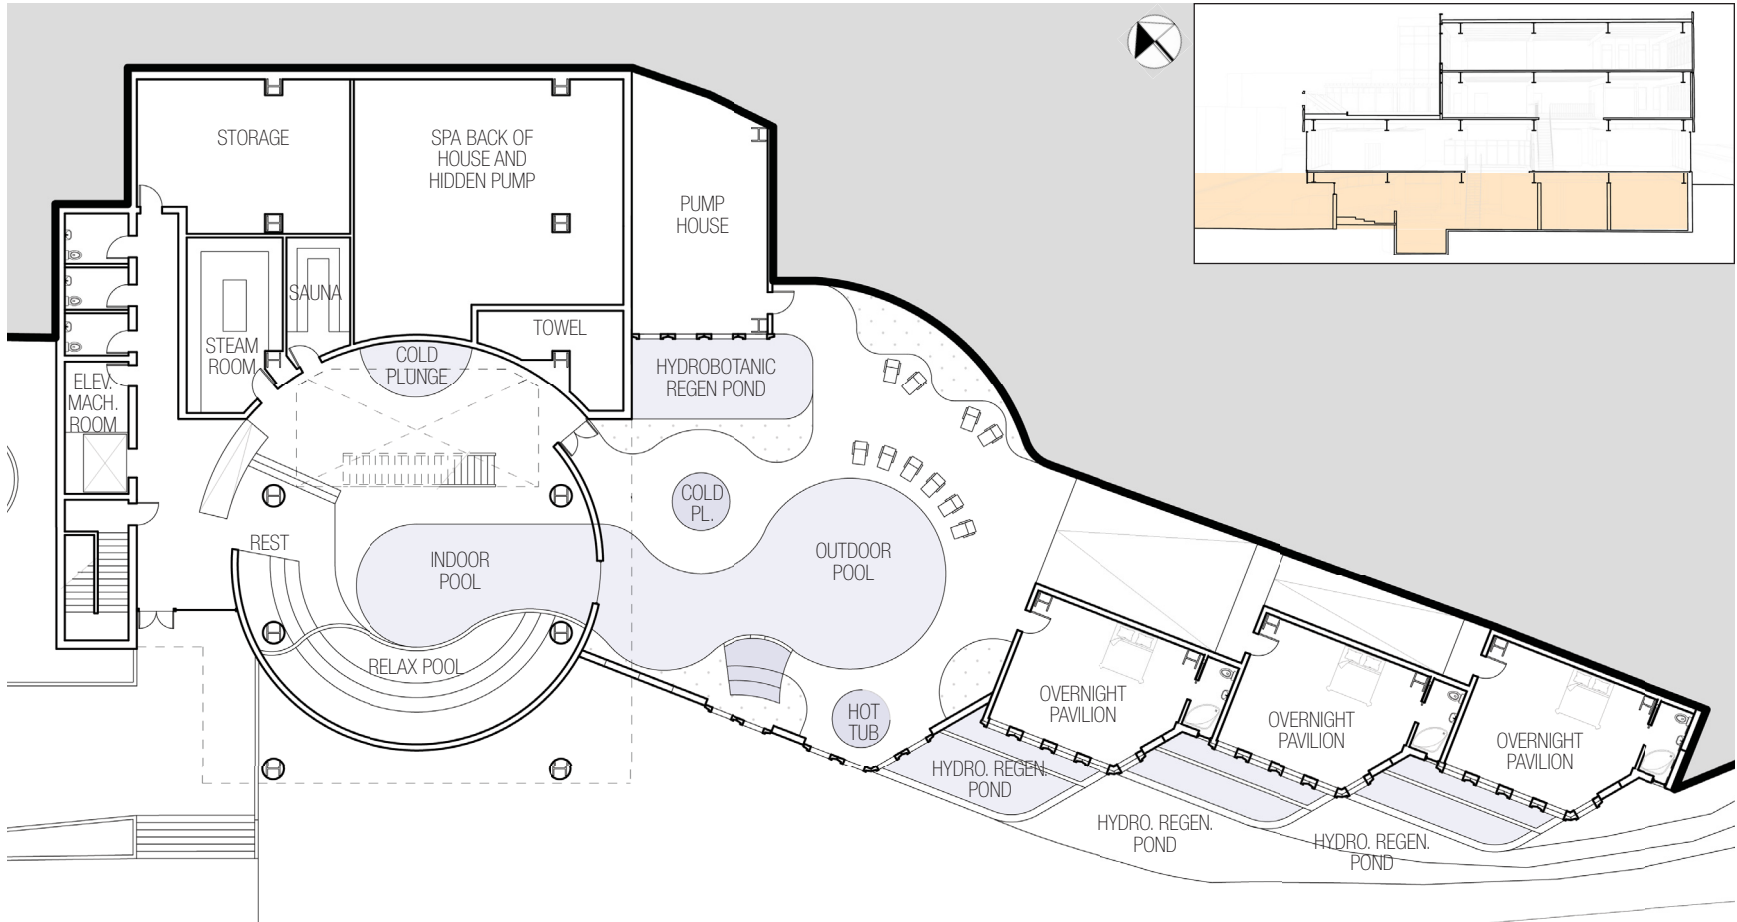 STORAGE
SPA BACK OF
HOUSE AND
HIDDEN PUMP
PUMP
HOUSE
SAUNA
STEAM
ROOM
TOWEL
COLD
PLUNGE
HYDROBOTANIC
REGEN POND
ELEV.
MACH.
ROOM
COLD
PL.
REST
INDOOR
POOL
OUTDOOR
POOL
RELAX POOL
HOT
TUB
OVERNIGHT
PAVILION
OVERNIGHT
PAVILION
OVERNIGHT
PAVILION
HYDRO. REGEN.
POND
HYDRO. REGEN.
POND
HYDRO. REGEN.
POND